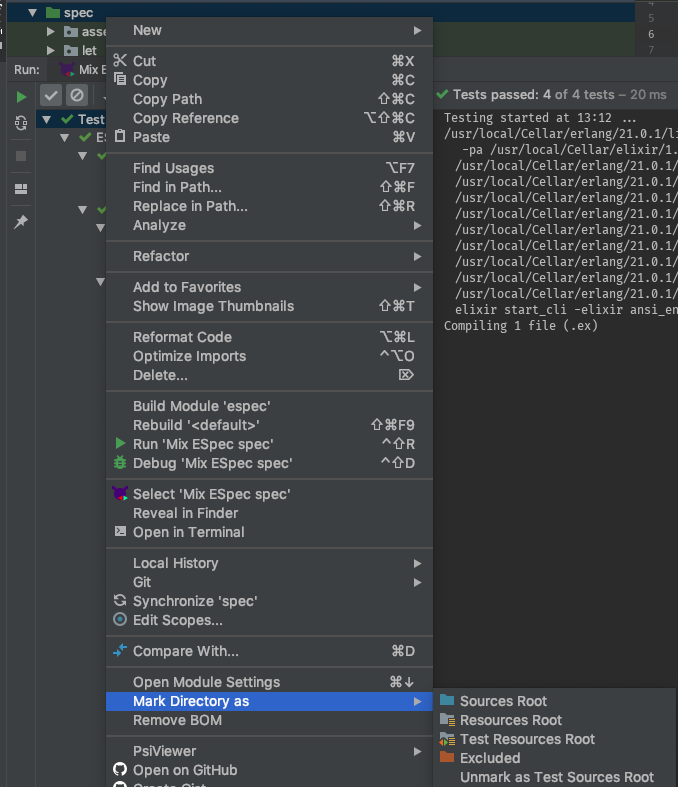 spec
asse
let
4
5
6
7
Run:
Mix E
Tests passed: 4 of 4 tests – 20 ms
Test
ES
Testing started at 13:12 ...
/usr/local/Cellar/erlang/21.0.1/li
-pa /usr/local/Cellar/elixir/1.
/usr/local/Cellar/erlang/21.0.1/
/usr/local/Cellar/erlang/21.0.1/
/usr/local/Cellar/erlang/21.0.1/
/usr/local/Cellar/erlang/21.0.1/
/usr/local/Cellar/erlang/21.0.1/
/usr/local/Cellar/erlang/21.0.1/
/usr/local/Cellar/erlang/21.0.1/
/usr/local/Cellar/erlang/21.0.1/
/usr/local/Cellar/erlang/21.0.1/
elixir start_cli -elixir ansi_en
Compiling 1 file (.ex)
New
Cut ⌘X
Copy ⌘C
Copy Path ⇧⌘C
Copy Reference ⌥⇧⌘C
Paste ⌘V
Find Usages ⌥F7
Find in Path... ⇧⌘F
Replace in Path... ⇧⌘R
Analyze
Refactor
Add to Favorites
Show Image Thumbnails ⇧⌘T
Reformat Code ⌥⌘L
Optimize Imports ^⌥O
Delete... ⌦
Build Module 'espec'
Rebuild '<default>' ⇧⌘F9
Run 'Mix ESpec spec' ^⇧R
Debug 'Mix ESpec spec' ^⇧D
Select 'Mix ESpec spec'
Reveal in Finder
Open in Terminal
Local History
Git
Synchronize 'spec'
Edit Scopes...
Compare With... ⌘D
Open Module Settings ⌘↓
Mark Directory as
Remove BOM
PsiViewer
Open on GitHub
Create Gist
Sources Root
Resources Root
Test Resources Root
Excluded
Unmark as Test Sources Root